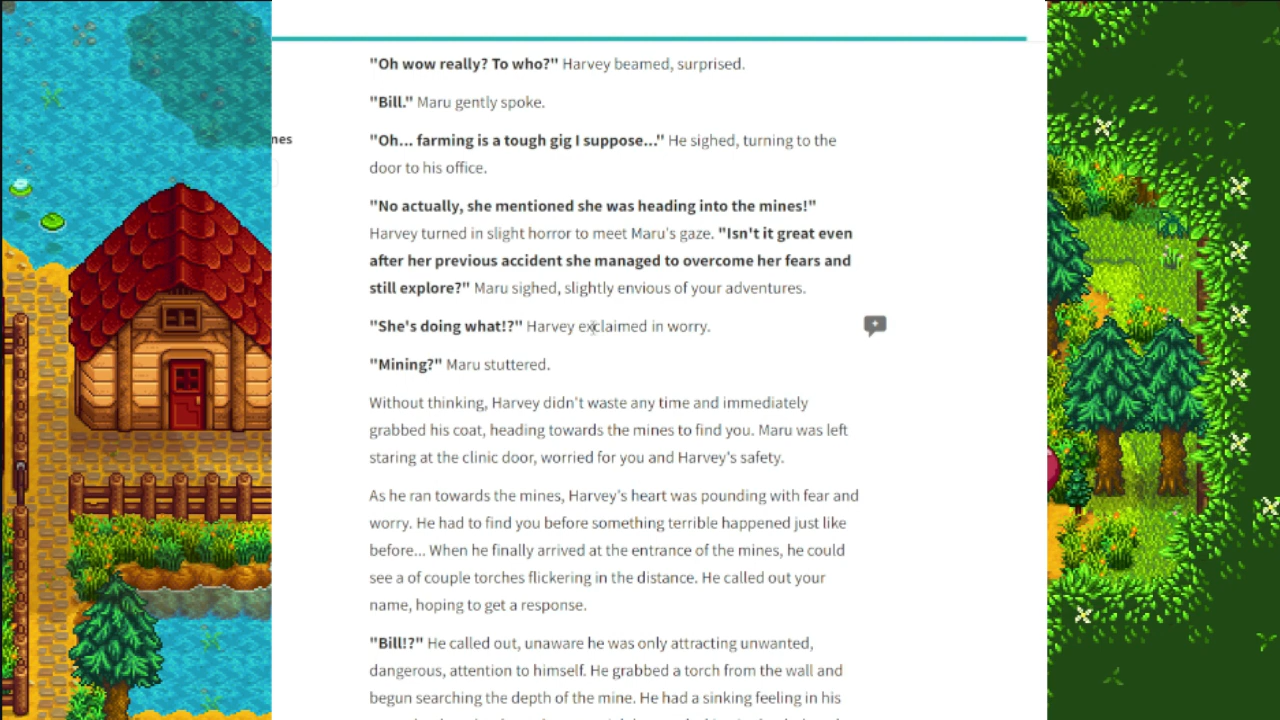 "Oh wow really? To who?" Harvey beamed, surprised.
"Bill." Maru gently spoke.
nes
"Oh... farming is a tough gig I suppose..." He sighed, turning to the
door to his office.
"No actually, she mentioned she was heading into the mines!"
Harvey turned in slight horror to meet Maru's gaze. "Isn't it great even
after her previous accident she managed to overcome her fears and
still explore?" Maru sighed, slightly envious of your adventures.
"She's doing what!?" Harvey exclaimed in worry.
"Mining?" Maru stuttered.
Without thinking, Harvey didn't waste any time and immediately
grabbed his coat, heading towards the mines to find you. Maru was left
staring at the clinic door, worried for you and Harvey's safety.
As he ran towards the mines, Harvey's heart was pounding with fear and
worry. He had to find you before something terrible happened just like
before... When he finally arrived at the entrance of the mines, he could
see a of couple torches flickering in the distance. He called out your
name, hoping to get a response.
"Bill!?" He called out, unaware he was only attracting unwanted,
dangerous, attention to himself. He grabbed a torch from the wall and
begun searching the depth of the mine. He had a sinking feeling in his